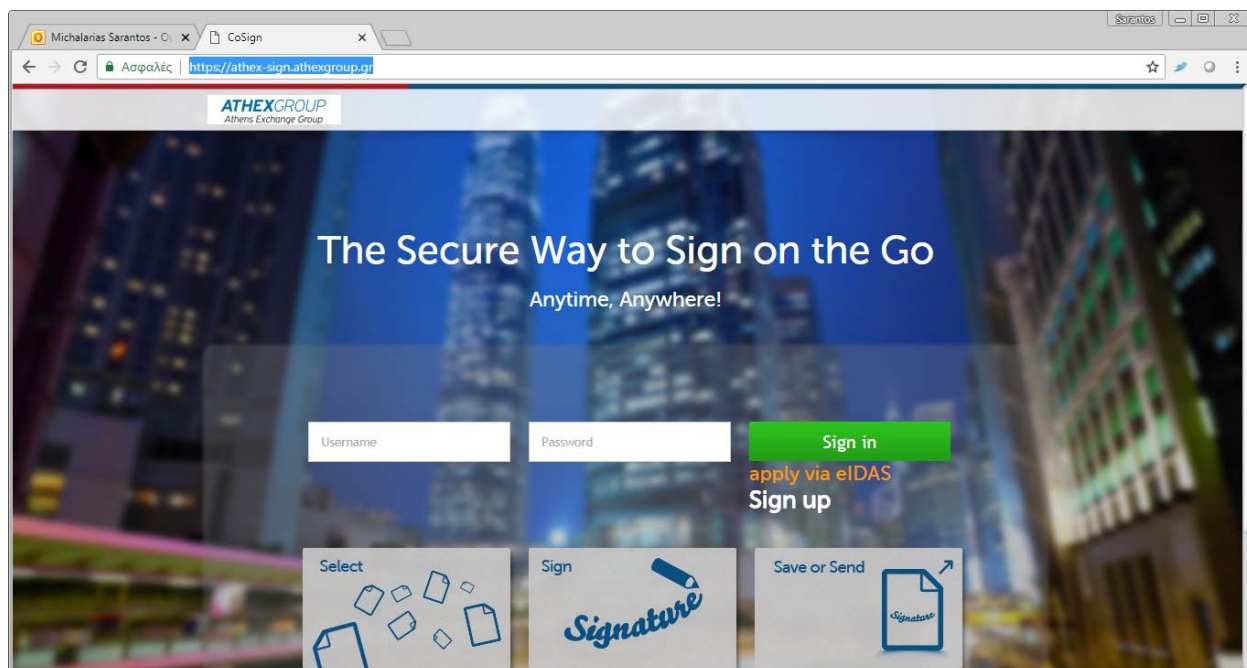 Sarantos
Michalarias Sarantos - Ou
CoSign
Ασφαλές | https://athex-sign.athexgroup.gr
ATHEXGROUP
Athens Exchange Group
The Secure Way to Sign on the Go
Anytime, Anywhere!
Username
Password
Sign in
apply via eIDAS
Sign up
Select
Sign
Save or Send
Signature
Signature